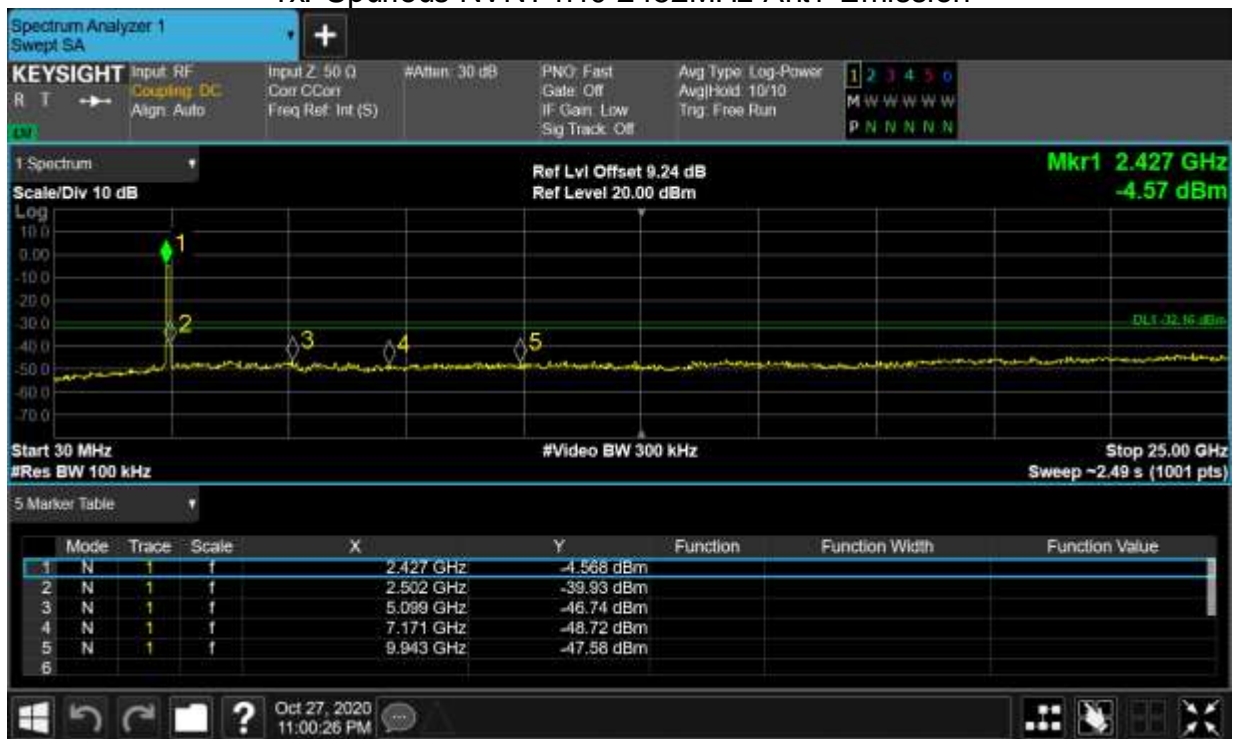 Spectrum Analyzer 1
Swept SA
+
KEYSIGHT Input: RF Input Z: 50 Ω #Atten: 30 dB PNO: Fast Avg Type: Log-Power 1 2 3 4 5 6
R T Coupling: DC Corr CCorr Gate: Off Avg|Hold: 10/10 M W W W W W
Align: Auto Freq Ref: Int (S) IF Gain: Low Trig: Free Run P N N N N N
Sig Track: Off
1 Spectrum Ref Lvl Offset 9.24 dB Mkr1 2.427 GHz
Scale/Div 10 dB Ref Level 20.00 dBm -4.57 dBm
Log
10.0
0.00
-10.0
-20.0
-30.0
-40.0
-50.0
-60.0
-70.0
1
2
3
4
5
DL1 -32.16 dBm
Start 30 MHz #Video BW 300 kHz Stop 25.00 GHz
#Res BW 100 kHz Sweep ~2.49 s (1001 pts)
5 Marker Table
Mode Trace Scale X Y Function Function Width Function Value
1 N 1 f 2.427 GHz -4.568 dBm
2 N 1 f 2.502 GHz -39.93 dBm
3 N 1 f 5.099 GHz -46.74 dBm
4 N 1 f 7.171 GHz -48.72 dBm
5 N 1 f 9.943 GHz -47.58 dBm
6
? Oct 27, 2020
11:00:26 PM